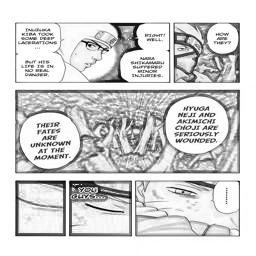 HOW
ARE
THEY?
RIGHT!
WELL.
NARA
SHIKAMARU
SUFFERED
MINOR
INJURIES.
INUZUKA
KIBA TOOK
SOME DEEP
LACERATIONS
...
BUT HIS
LIFE IS IN
NO REAL
DANGER.
HYUGA
NEJI AND
AKIMICHI
CHOJI ARE
SERIOUSLY
WOUNDED.
THEIR
FATES
ARE
UNKNOWN
AT THE
MOMENT.
.......
YOU
GUYS...